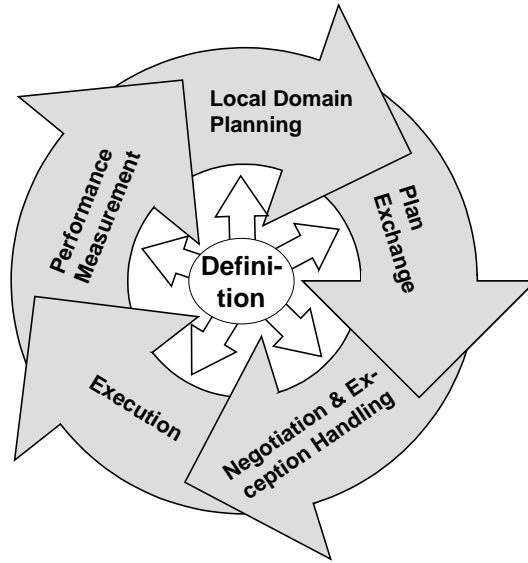 Local Domain
Planning
Plan
Exchange
Negotiation & Ex-
ception Handling
Execution
Performance
Measurement
Defini-
tion